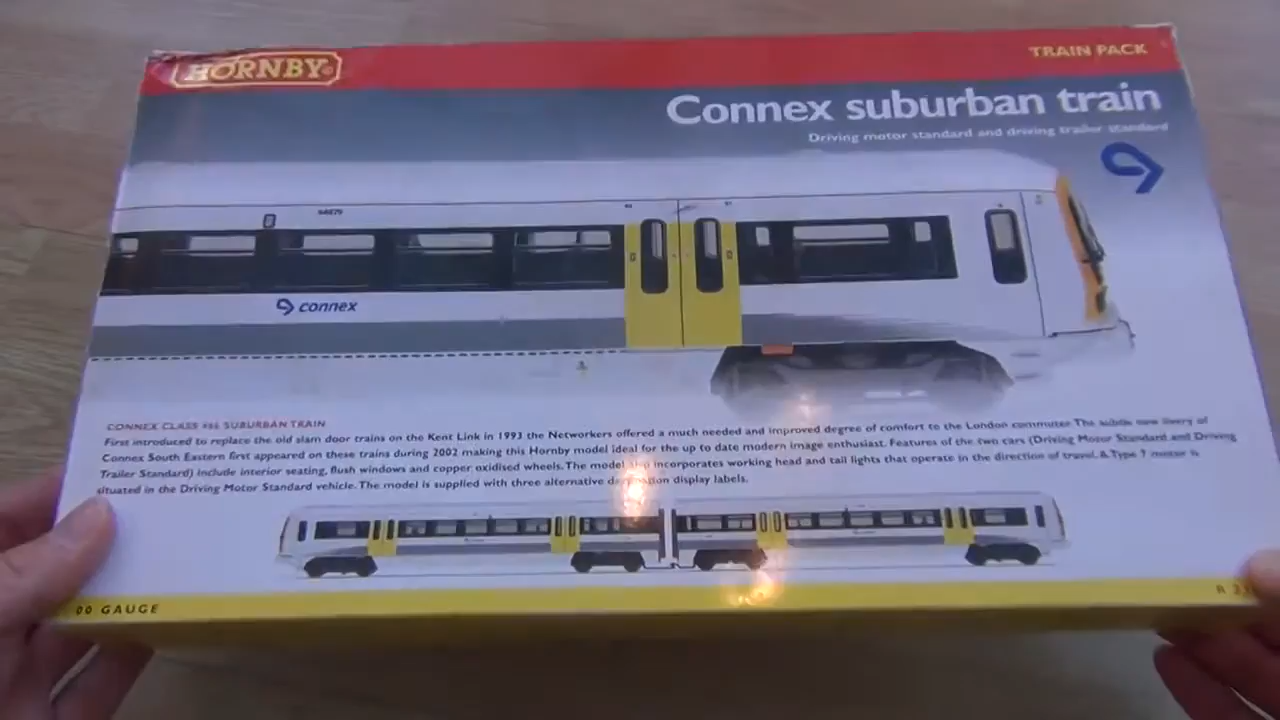 HORNBY
TRAIN PACK
Connex suburban train
Driving motor standard and driving trailer standard
connex
CONNEX CLASS 466 SUBURBAN TRAIN
First introduced to replace the old slam door trains on the Kent Link in 1993 the Networkers offered a much needed and improved degree of comfort to the London commuter The subtle new livery of
Connex South Eastern first appeared on these trains during 2002 making this Hornby model ideal for the up to date modern image enthusiast. Features of the two cars (Driving Motor Standard and Driving
Trailer Standard) include interior seating, flush windows and copper oxidised wheels. The model also incorporates working head and tail lights that operate in the direction of travel. A Type 7 motor is
situated in the Driving Motor Standard vehicle. The model is supplied with three alternative destination display labels.
00 GAUGE
R